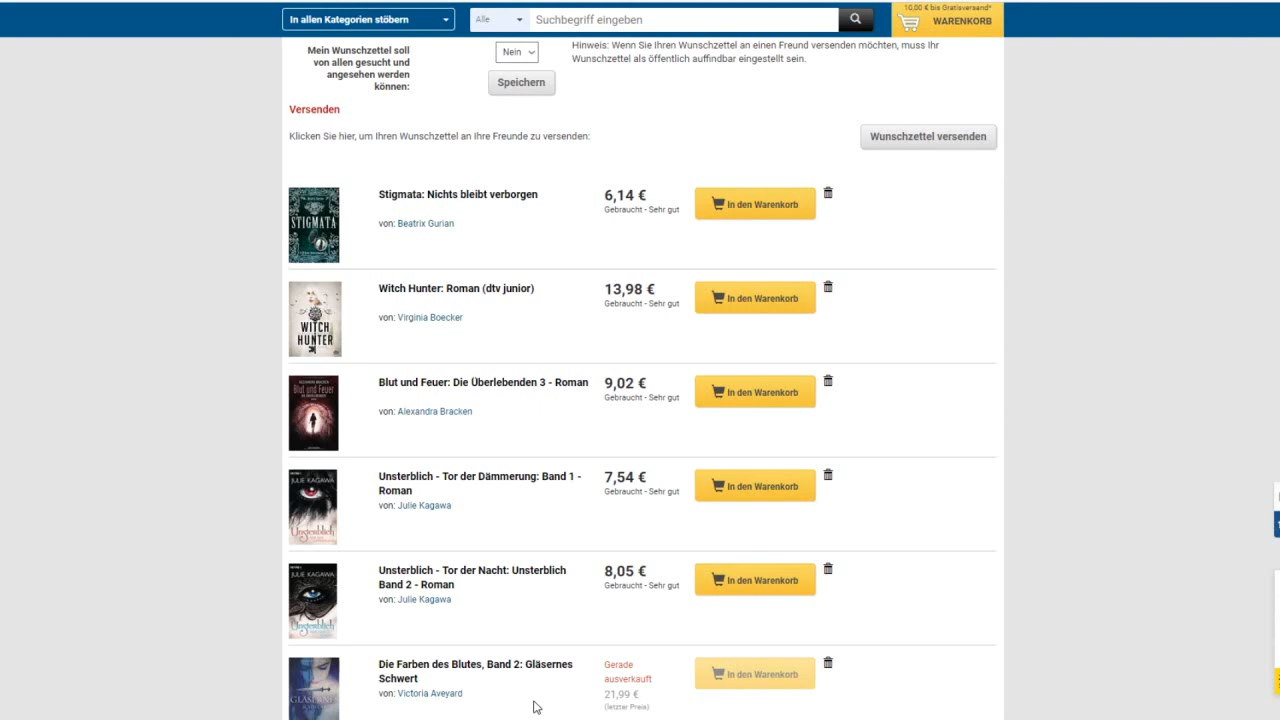 10,00 € bis Gratisversand*
In allen Kategorien stöbern
Alle
Suchbegriff eingeben
WARENKORB
Mein Wunschzettel soll
von allen gesucht und
angesehen werden
können:
Nein
Speichern
Hinweis: Wenn Sie Ihren Wunschzettel an einen Freund versenden möchten, muss Ihr
Wunschzettel als öffentlich auffindbar eingestellt sein.
Versenden
Klicken Sie hier, um Ihren Wunschzettel an Ihre Freunde zu versenden:
Wunschzettel versenden
STIGMATA
Stigmata: Nichts bleibt verborgen
von: Beatrix Gurian
6,14 €
Gebraucht - Sehr gut
In den Warenkorb
WITCH
HUNTER
Witch Hunter: Roman (dtv junior)
von: Virginia Boecker
13,98 €
Gebraucht - Sehr gut
In den Warenkorb
Blut und Feuer
Blut und Feuer: Die Überlebenden 3 - Roman
von: Alexandra Bracken
9,02 €
Gebraucht - Sehr gut
In den Warenkorb
JULIE KAGAWA
Unsterblich
Unsterblich - Tor der Dämmerung: Band 1 -
Roman
von: Julie Kagawa
7,54 €
Gebraucht - Sehr gut
In den Warenkorb
JULIE KAGAWA
Unsterblich
Unsterblich - Tor der Nacht: Unsterblich
Band 2 - Roman
von: Julie Kagawa
8,05 €
Gebraucht - Sehr gut
In den Warenkorb
GLÄSERNES
Die Farben des Blutes, Band 2: Gläsernes
Schwert
von: Victoria Aveyard
Gerade
ausverkauft
21,99 €
(letzter Preis)
In den Warenkorb